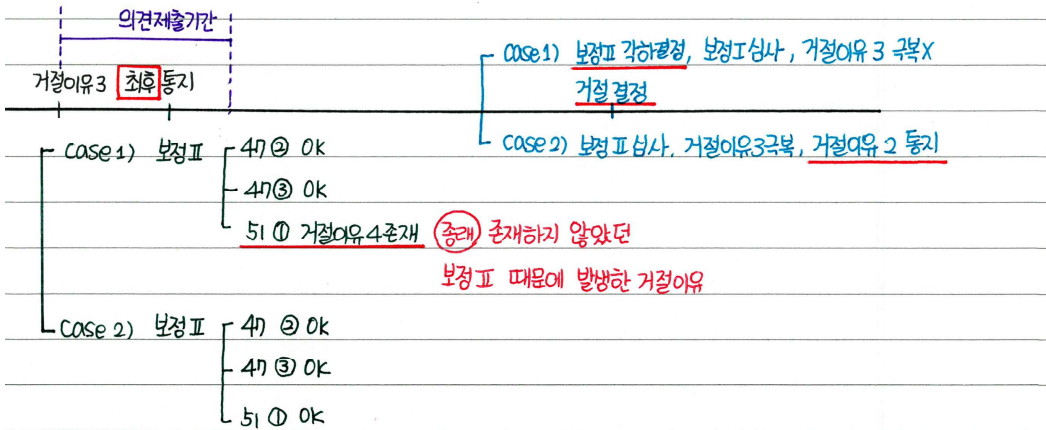 의견제출기간
거절이유3 최후 통지
case1) 보정Ⅱ 각하결정, 보정Ⅰ심사, 거절이유 3 극복X
거절결정
case2) 보정Ⅱ심사, 거절이유3극복, 거절이유 2 통지
case1) 보정Ⅱ
47② OK
47③ OK
51① 거절이유4존재 종래 존재하지 않았던
보정Ⅱ 때문에 발생한 거절이유
case2) 보정Ⅱ
47② OK
47③ OK
51① OK